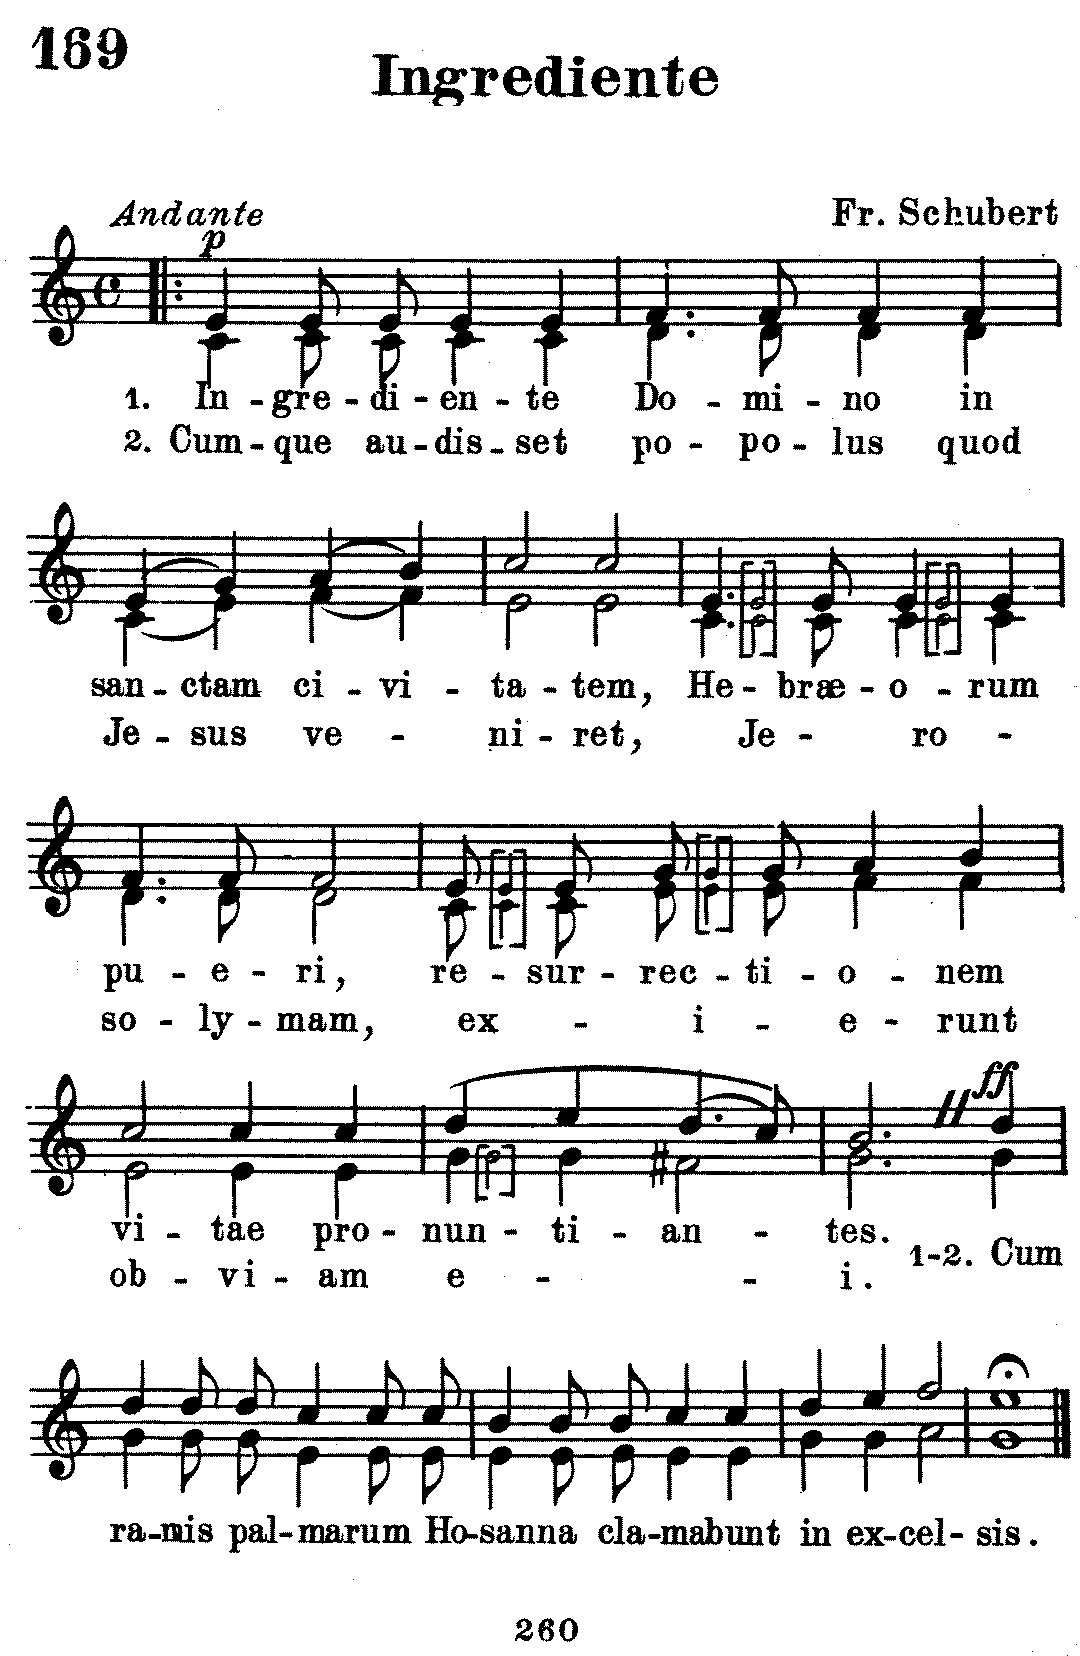 169
Ingrediente
Andante
Fr. Schubert
p
1. In - gre - di - en - te Do - mi - no in
2. Cum - que au - dis - set po - po - lus quod
san - ctam ci - vi - ta - tem, He - bræ - o - rum
Je - sus ve - ni - ret, Je - ro -
pu - e - ri, re - sur - rec - ti - o - nem
so - ly - mam, ex - i - e - runt
ff
vi - tae pro - nun - ti - an - tes.
1-2. Cum
ob - vi - am e - - i.
ra-mis pal-marum Ho-sanna cla-mabunt in ex-cel-sis.
260